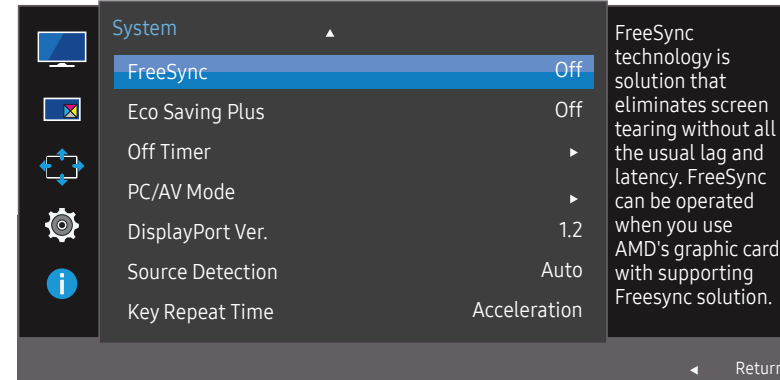 System
FreeSync Off
Eco Saving Plus Off
Off Timer
PC/AV Mode
DisplayPort Ver. 1.2
Source Detection Auto
Key Repeat Time Acceleration
FreeSync
technology is
solution that
eliminates screen
tearing without all
the usual lag and
latency. FreeSync
can be operated
when you use
AMD's graphic card
with supporting
Freesync solution.
Return